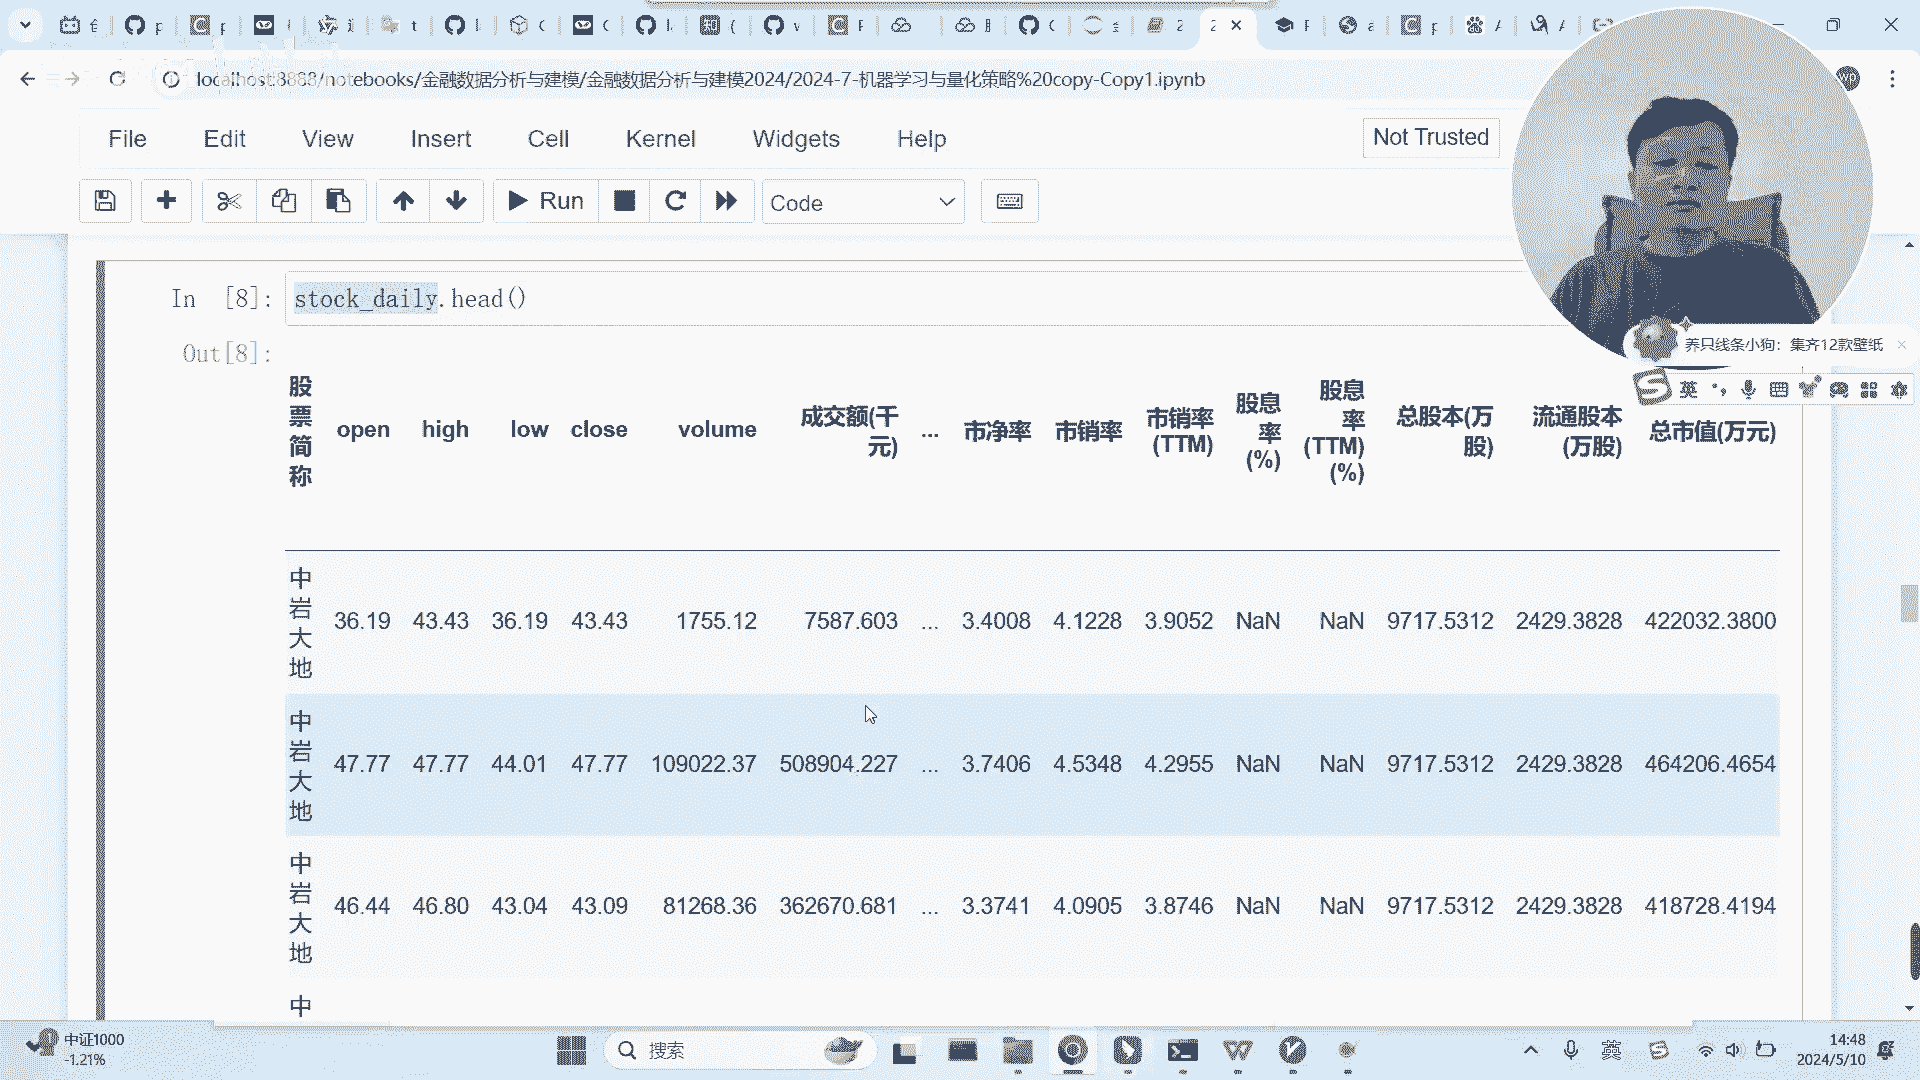 localhost:8888/notebooks/金融数据分析与建模/金融数据分析与建模2024/2024-7-机器学习与量化策略%20copy-Copy1.ipynb
wp
File Edit View Insert Cell Kernel Widgets Help
Not Trusted
Run
Code
In [8]: stock_daily.head()
养只线条小狗：集齐12款壁纸
英
Out[8]:
股票简称 open high low close volume 成交额(千元) ... 市净率 市销率 市销率(TTM) 股息率(%) 股息率(TTM)(%) 总股本(万股) 流通股本(万股) 总市值(万元)
中岩大地 36.19 43.43 36.19 43.43 1755.12 7587.603 ... 3.4008 4.1228 3.9052 NaN NaN 9717.5312 2429.3828 422032.3800
中岩大地 47.77 47.77 44.01 47.77 109022.37 508904.227 ... 3.7406 4.5348 4.2955 NaN NaN 9717.5312 2429.3828 464206.4654
中岩大地 46.44 46.80 43.04 43.09 81268.36 362670.681 ... 3.3741 4.0905 3.8746 NaN NaN 9717.5312 2429.3828 418728.4194
中
中证1000
-1.21%
搜索
英
14:48
2024/5/10